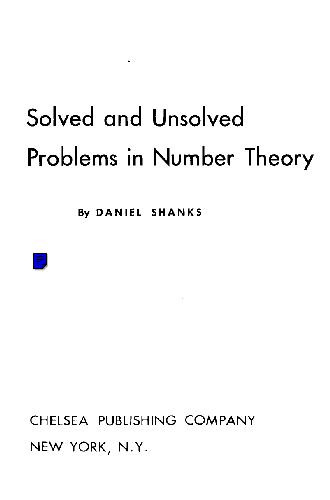 Solved and Unsolved
Problems in Number Theory
By DANIEL SHANKS
CHELSEA PUBLISHING COMPANY
NEW YORK, N.Y.